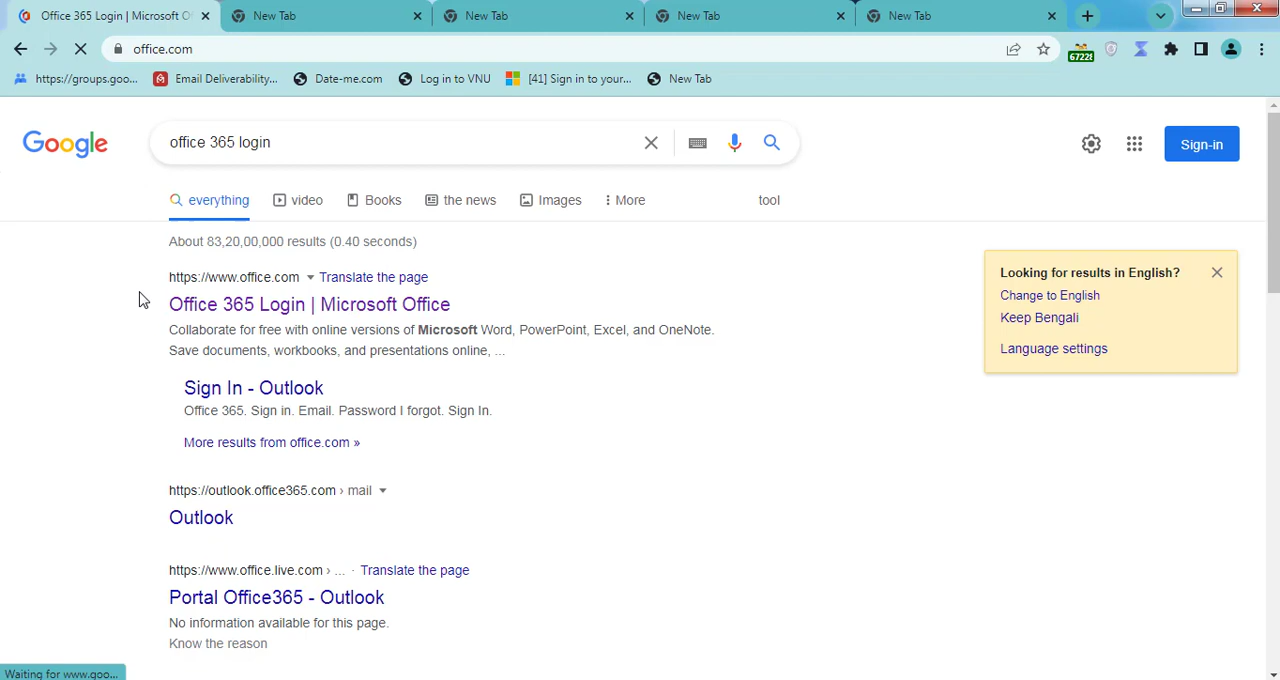 Office 365 Login | Microsoft O
New Tab
New Tab
New Tab
New Tab
office.com
67228
https://groups.goo...
Email Deliverability...
Date-me.com
Log in to VNU
[41] Sign in to your...
New Tab
Google
office 365 login
Sign-in
everything
video
Books
the news
Images
More
tool
About 83,20,00,000 results (0.40 seconds)
https://www.office.com
Translate the page
Office 365 Login | Microsoft Office
Collaborate for free with online versions of Microsoft Word, PowerPoint, Excel, and OneNote.
Save documents, workbooks, and presentations online, ...
Sign In - Outlook
Office 365. Sign in. Email. Password I forgot. Sign In.
More results from office.com »
https://outlook.office365.com › mail
Outlook
https://www.office.live.com › ... · Translate the page
Portal Office365 - Outlook
No information available for this page.
Know the reason
Looking for results in English?
Change to English
Keep Bengali
Language settings
Waiting for www.goo...